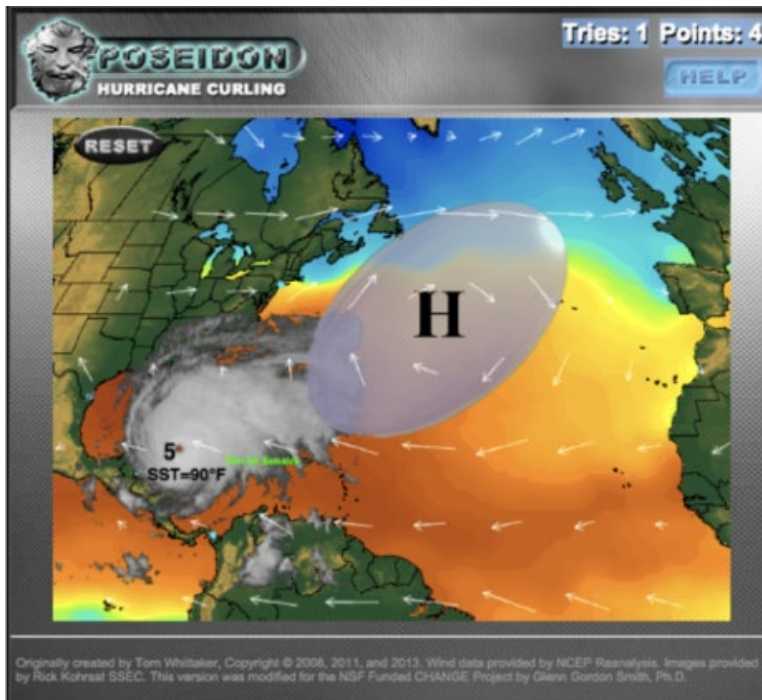 POSEIDON
HURRICANE CURLING
Tries: 1 Points: 4
HELP
RESET
H
5
SST=90°F
Originally created by Tom Whittaker, Copyright © 2008, 2011, and 2013. Wind data provided by NCEP Reanalysis. Images provided
by Rick Kohrsat SSEC. This version was modified for the NSF Funded CHANGE Project by Glenn Gordon Smith, Ph.D.